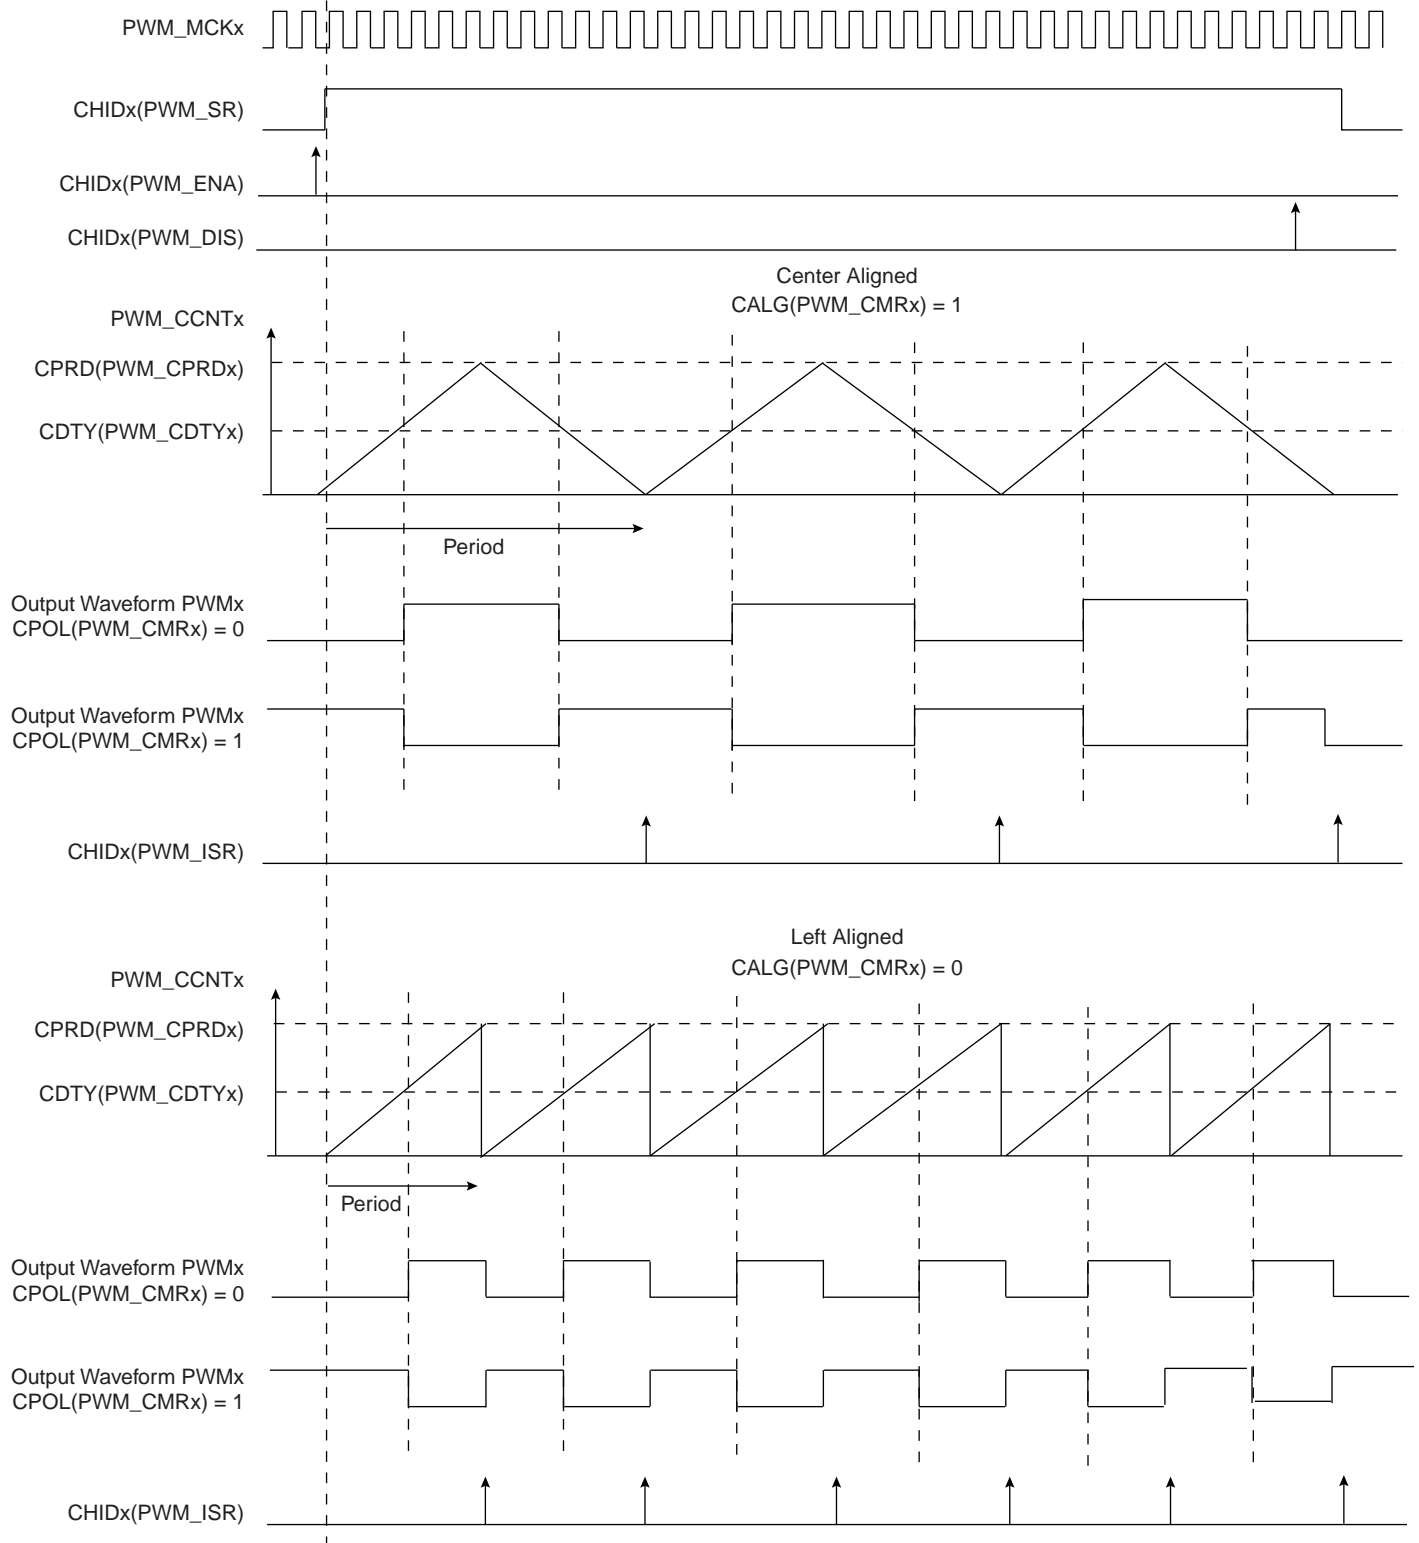 PWM_MCKx
CHIDx(PWM_SR)
CHIDx(PWM_ENA)
CHIDx(PWM_DIS)
Center Aligned
CALG(PWM_CMRx) = 1
PWM_CCNTx
CPRD(PWM_CPRDx)
CDTY(PWM_CDTYx)
Period
Output Waveform PWMx
CPOL(PWM_CMRx) = 0
Output Waveform PWMx
CPOL(PWM_CMRx) = 1
CHIDx(PWM_ISR)
Left Aligned
CALG(PWM_CMRx) = 0
PWM_CCNTx
CPRD(PWM_CPRDx)
CDTY(PWM_CDTYx)
Period
Output Waveform PWMx
CPOL(PWM_CMRx) = 0
Output Waveform PWMx
CPOL(PWM_CMRx) = 1
CHIDx(PWM_ISR)